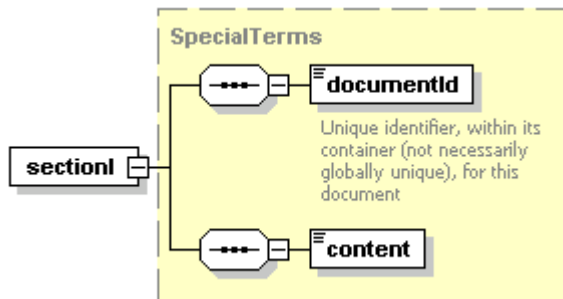 SpecialTerms
documentId
Unique identifier, within its
container (not necessarily
globally unique), for this
document
sectionI
content